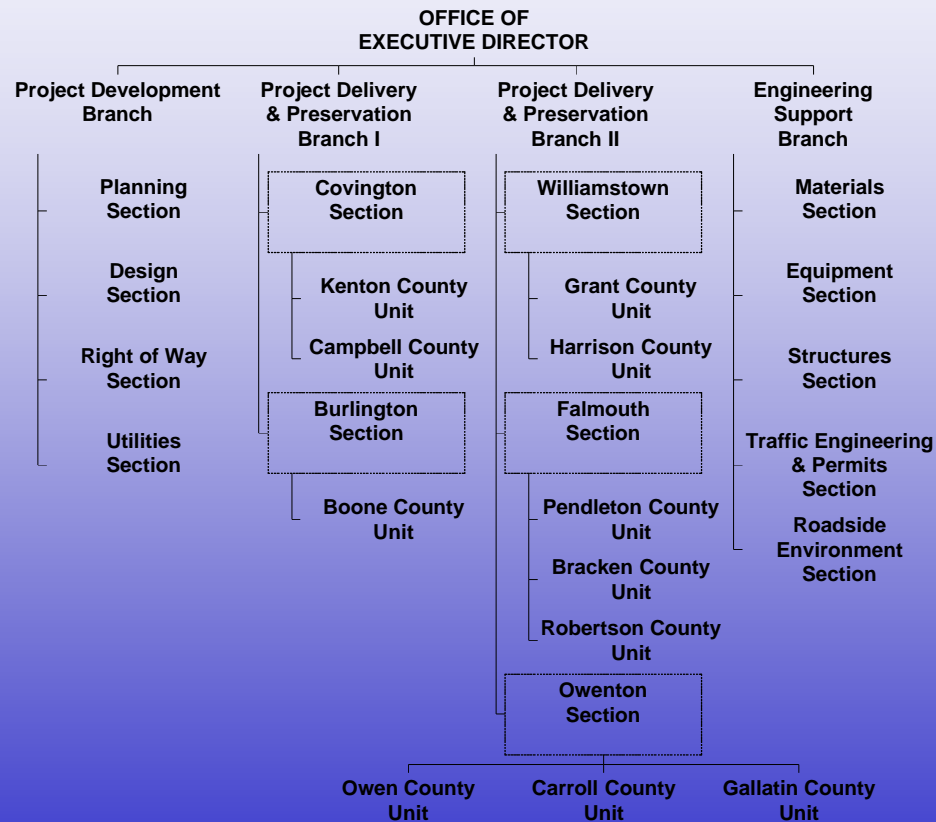 OFFICE OF
EXECUTIVE DIRECTOR
Project Development
Branch
Planning
Section
Design
Section
Right of Way
Section
Utilities
Section
Project Delivery
& Preservation
Branch I
Covington
Section
Kenton County
Unit
Campbell County
Unit
Burlington
Section
Boone County
Unit
Project Delivery
& Preservation
Branch II
Williamstown
Section
Grant County
Unit
Harrison County
Unit
Falmouth
Section
Pendleton County
Unit
Bracken County
Unit
Robertson County
Unit
Owenton
Section
Owen County
Unit
Carroll County
Unit
Gallatin County
Unit
Engineering
Support
Branch
Materials
Section
Equipment
Section
Structures
Section
Traffic Engineering
& Permits
Section
Roadside
Environment
Section